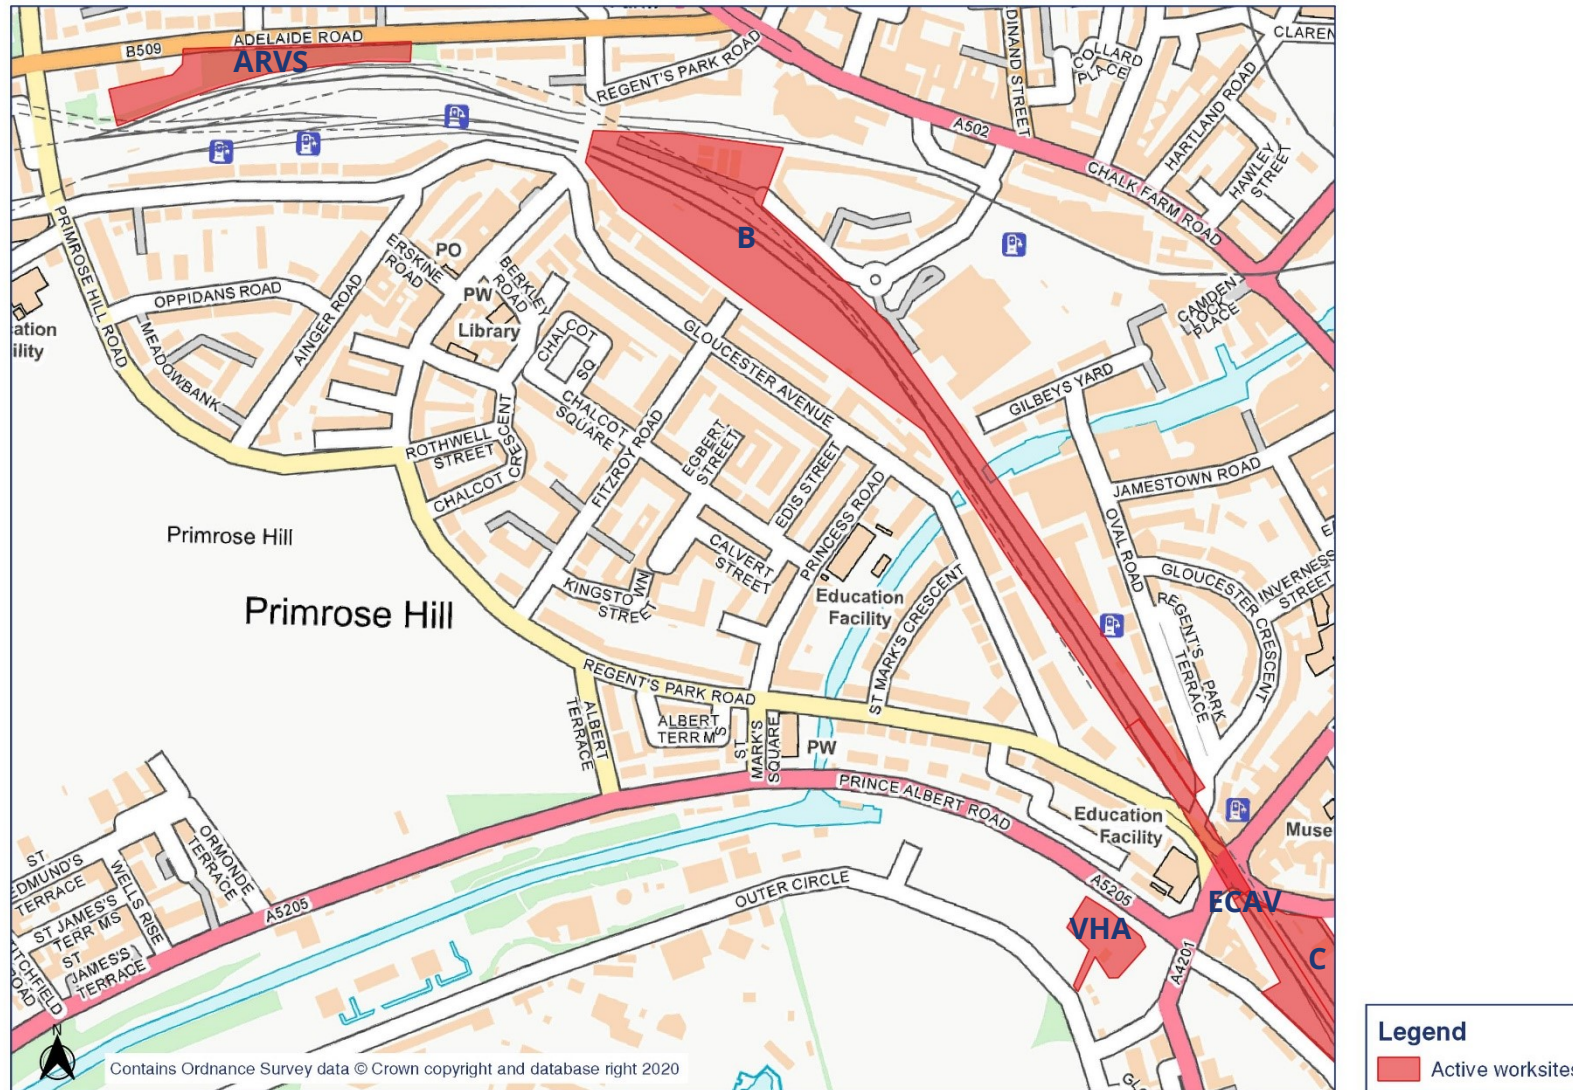 ADELAIDE ROAD
B509
ARVS
REGENT'S PARK ROAD
DINAND STREET
OLLARD
CO
PLACE
CLAREN
HARTLAND ROAD
HAWLEY
STREET
A502
CHALK FARM ROAD
B
PRIMROSE HILL ROAD
OPPIDANS ROAD
MEADOWBANK
AINGER ROAD
ERSKINE
ROAD
PO
PW
BERKLEY
ROAD
Library
CHALCOT
SQ
CHALCOT
SQUARE
GLOUCESTER AVENUE
CAMDEN
LOCK
PLACE
GILBEYS YARD
ation
ility
ROTHWELL
STREET
CHALCOT CRESCENT
FITZROY ROAD
EGBERT
STREET
EDIS STREET
PRINCESS ROAD
JAMESTOWN ROAD
OVAL ROAD
Primrose Hill
Primrose Hill
CALVERT
STREET
KINGSTOWN
STREET
Education
Facility
ST MARK'S CRESCENT
GLOUCESTER CRESCENT
INVERNESS
STREET
REGENT'S PARK
TERRACE
REGENT'S PARK ROAD
ALBERT
TERRACE
ALBERT
TERR M
S
ST
MARK'S
SQUARE
PW
PRINCE ALBERT ROAD
Education
Facility
Muse
ST
EDMUND'S
TERRACE
ORMONDE
TERRACE
WELLS RISE
ST JAMES'S
TERR MS
ST
JAMES'S
TERRACE
ITCHFIELD
ROAD
A5205
OUTER CIRCLE
A5205
VHA
ECAV
C
A4201
N
Contains Ordnance Survey data © Crown copyright and database right 2020
Legend
Active worksites